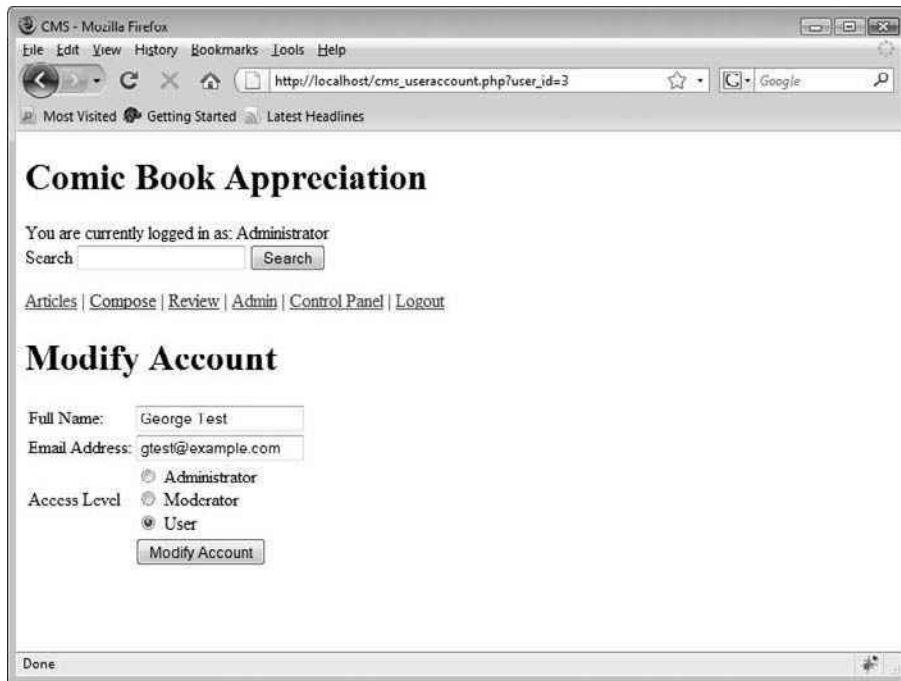 CMS - Mozilla Firefox
File Edit View History Bookmarks Tools Help
http://localhost/cms_useraccount.php?user_id=3
G Google
Most Visited Getting Started Latest Headlines
Comic Book Appreciation
You are currently logged in as: Administrator
Search Search
Articles | Compose | Review | Admin | Control Panel | Logout
Modify Account
Full Name: George Test
Email Address: gtest@example.com
Administrator
Access Level Moderator
User
Modify Account
Done